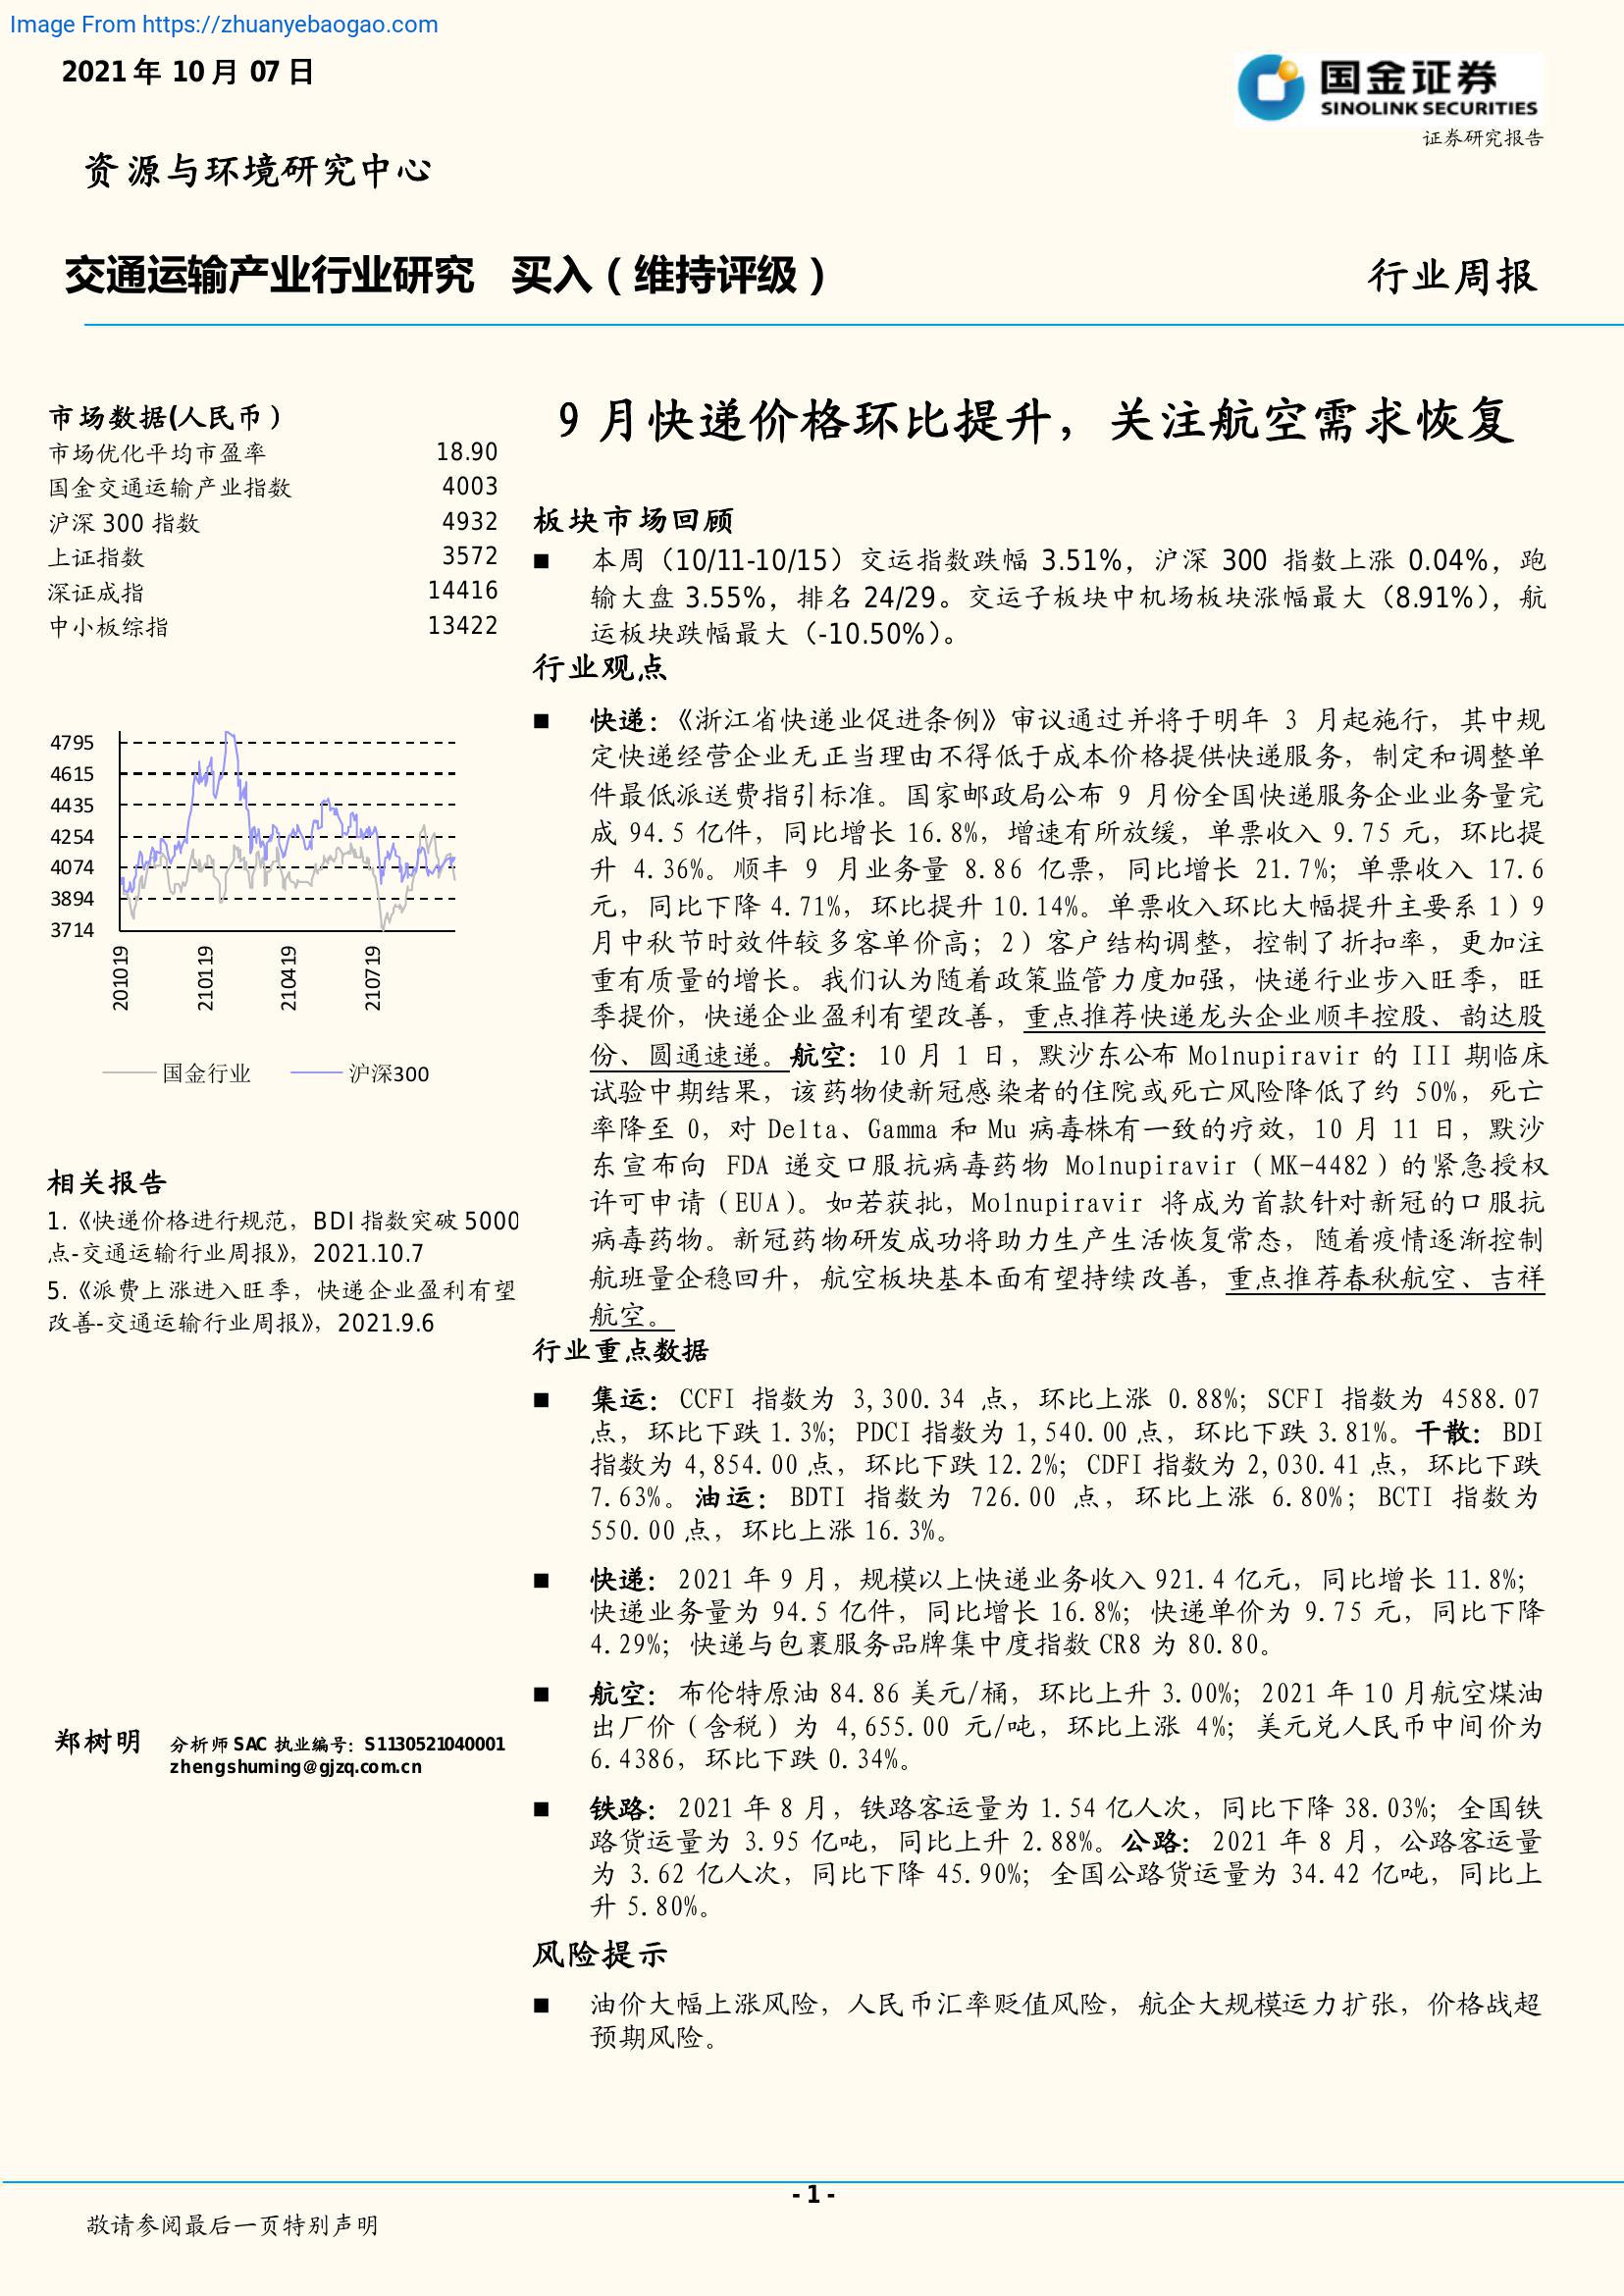 Image From https://zhuanyebaogao.com
2021 年 10 月 07 日
国金证券
SINOLINK SECURITIES
证券研究报告
资源与环境研究中心
交通运输产业行业研究 买入（维持评级）
行业周报
市场数据(人民币）
市场优化平均市盈率 18.90
国金交通运输产业指数 4003
沪深 300 指数 4932
上证指数 3572
深证成指 14416
中小板综指 13422
4795
4615
4435
4254
4074
3894
3714
201019
210119
210419
210719
国金行业 沪深300
相关报告
1.《快递价格进行规范，BDI 指数突破 5000
点-交通运输行业周报》，2021.10.7
5.《派费上涨进入旺季，快递企业盈利有望
改善-交通运输行业周报》，2021.9.6
郑树明 分析师 SAC 执业编号：S1130521040001
zhengshuming@gjzq.com.cn
9 月快递价格环比提升，关注航空需求恢复
板块市场回顾
■ 本周（10/11-10/15）交运指数跌幅 3.51%，沪深 300 指数上涨 0.04%，跑
输大盘 3.55%，排名 24/29。交运子板块中机场板块涨幅最大（8.91%），航
运板块跌幅最大（-10.50%）。
行业观点
■ 快递：《浙江省快递业促进条例》审议通过并将于明年 3 月起施行，其中规
定快递经营企业无正当理由不得低于成本价格提供快递服务，制定和调整单
件最低派送费指引标准。国家邮政局公布 9 月份全国快递服务企业业务量完
成 94.5 亿件，同比增长 16.8%，增速有所放缓，单票收入 9.75 元，环比提
升 4.36%。顺丰 9 月业务量 8.86 亿票，同比增长 21.7%；单票收入 17.6
元，同比下降 4.71%，环比提升 10.14%。单票收入环比大幅提升主要系 1）9
月中秋节时效件较多客单价高；2）客户结构调整，控制了折扣率，更加注
重有质量的增长。我们认为随着政策监管力度加强，快递行业步入旺季，旺
季提价，快递企业盈利有望改善，重点推荐快递龙头企业顺丰控股、韵达股
份、圆通速递。航空：10 月 1 日，默沙东公布 Molnupiravir 的 III 期临床
试验中期结果，该药物使新冠感染者的住院或死亡风险降低了约 50%，死亡
率降至 0，对 Delta、Gamma 和 Mu 病毒株有一致的疗效，10 月 11 日，默沙
东宣布向 FDA 递交口服抗病毒药物 Molnupiravir（MK-4482）的紧急授权
许可申请（EUA）。如若获批，Molnupiravir 将成为首款针对新冠的口服抗
病毒药物。新冠药物研发成功将助力生产生活恢复常态，随着疫情逐渐控制
航班量企稳回升，航空板块基本面有望持续改善，重点推荐春秋航空、吉祥
航空。
行业重点数据
■ 集运：CCFI 指数为 3,300.34 点，环比上涨 0.88%；SCFI 指数为 4588.07
点，环比下跌 1.3%；PDCI 指数为 1,540.00 点，环比下跌 3.81%。干散：BDI
指数为 4,854.00 点，环比下跌 12.2%；CDFI 指数为 2,030.41 点，环比下跌
7.63%。油运：BDTI 指数为 726.00 点，环比上涨 6.80%；BCTI 指数为
550.00 点，环比上涨 16.3%。
■ 快递：2021 年 9 月，规模以上快递业务收入 921.4 亿元，同比增长 11.8%；
快递业务量为 94.5 亿件，同比增长 16.8%；快递单价为 9.75 元，同比下降
4.29%；快递与包裹服务品牌集中度指数 CR8 为 80.80。
■ 航空：布伦特原油 84.86 美元/桶，环比上升 3.00%；2021 年 10 月航空煤油
出厂价（含税）为 4,655.00 元/吨，环比上涨 4%；美元兑人民币中间价为
6.4386，环比下跌 0.34%。
■ 铁路：2021 年 8 月，铁路客运量为 1.54 亿人次，同比下降 38.03%；全国铁
路货运量为 3.95 亿吨，同比上升 2.88%。公路：2021 年 8 月，公路客运量
为 3.62 亿人次，同比下降 45.90%；全国公路货运量为 34.42 亿吨，同比上
升 5.80%。
风险提示
■ 油价大幅上涨风险，人民币汇率贬值风险，航企大规模运力扩张，价格战超
预期风险。
- 1 -
敬请参阅最后一页特别声明